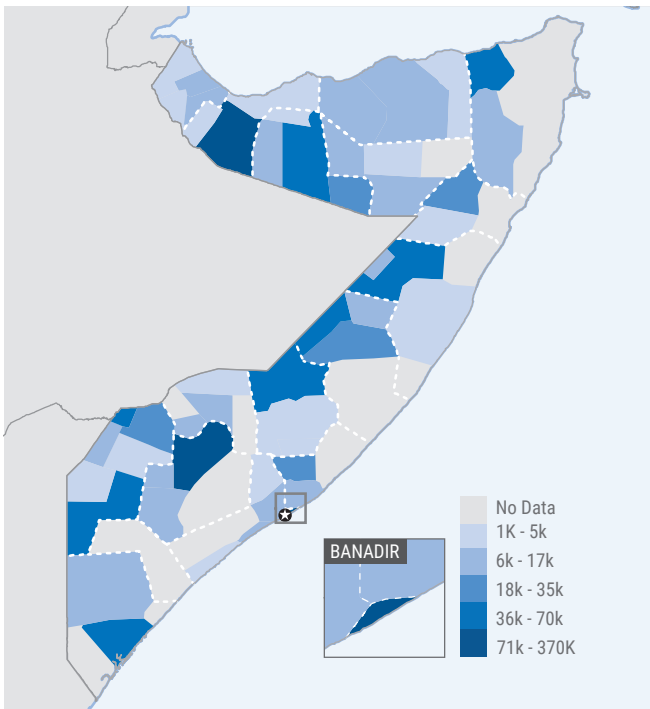 No Data
1K - 5k
6k - 17k
18k - 35k
36k - 70k
71k - 370K
BANADIR